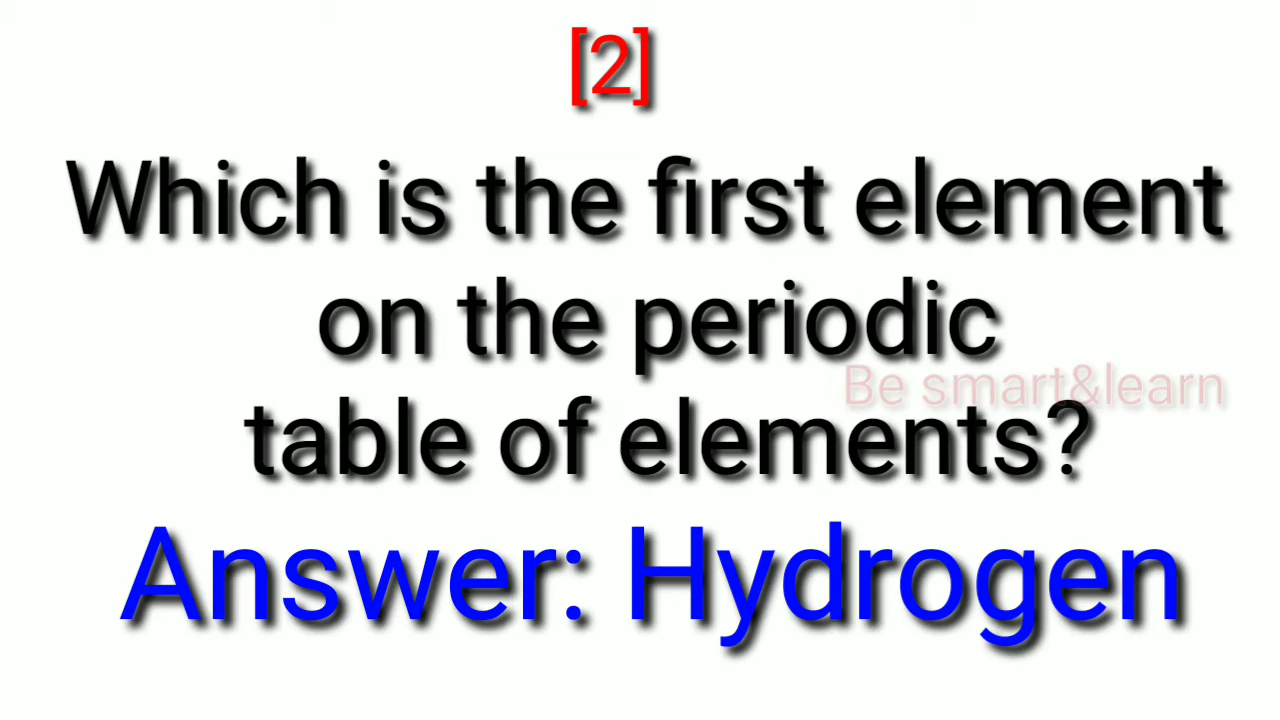 [2]
Which is the first element
on the periodic
Be smart&learn
table of elements?
Answer: Hydrogen